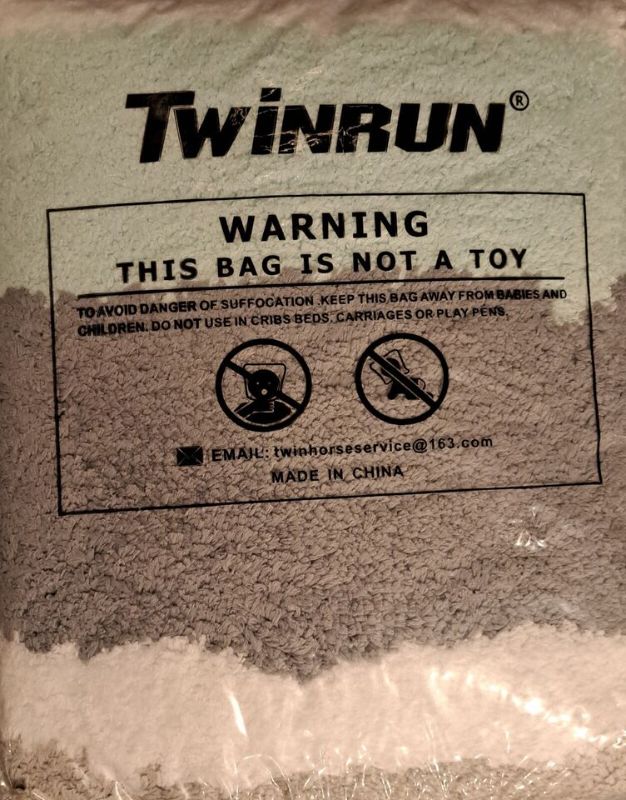 TWINRUN®
WARNING
THIS BAG IS NOT A TOY
TO AVOID DANGER OF SUFFOCATION ,KEEP THIS BAG AWAY FROM BABIES AND
CHILDREN. DO NOT USE IN CRIBS BEDS. CARRIAGES OR PLAY PENS.
EMAIL: twinhorseservice@163.com
MADE IN CHINA